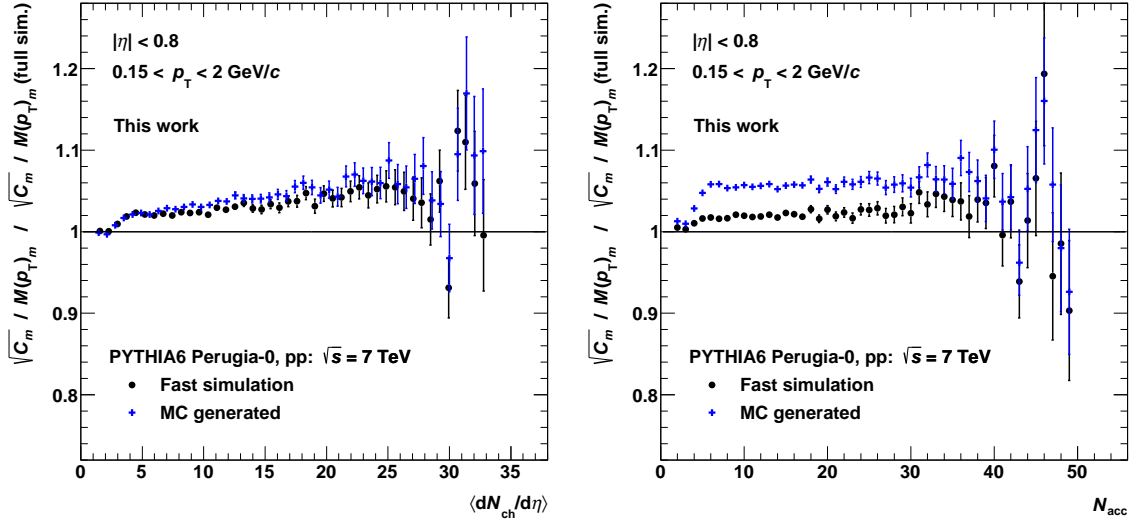 √C_m / M(p_T)_m / √C_m / M(p_T)_m (full sim.)
1.2
1.1
1
0.9
0.8
|η| < 0.8
0.15 < p_T < 2 GeV/c
This work
PYTHIA6 Perugia-0, pp: √s = 7 TeV
Fast simulation
MC generated
0 5 10 15 20 25 30 35
⟨dN_ch/dη⟩
√C_m / M(p_T)_m / √C_m / M(p_T)_m (full sim.)
1.2
1.1
1
0.9
0.8
|η| < 0.8
0.15 < p_T < 2 GeV/c
This work
PYTHIA6 Perugia-0, pp: √s = 7 TeV
Fast simulation
MC generated
0 10 20 30 40 50
N_acc